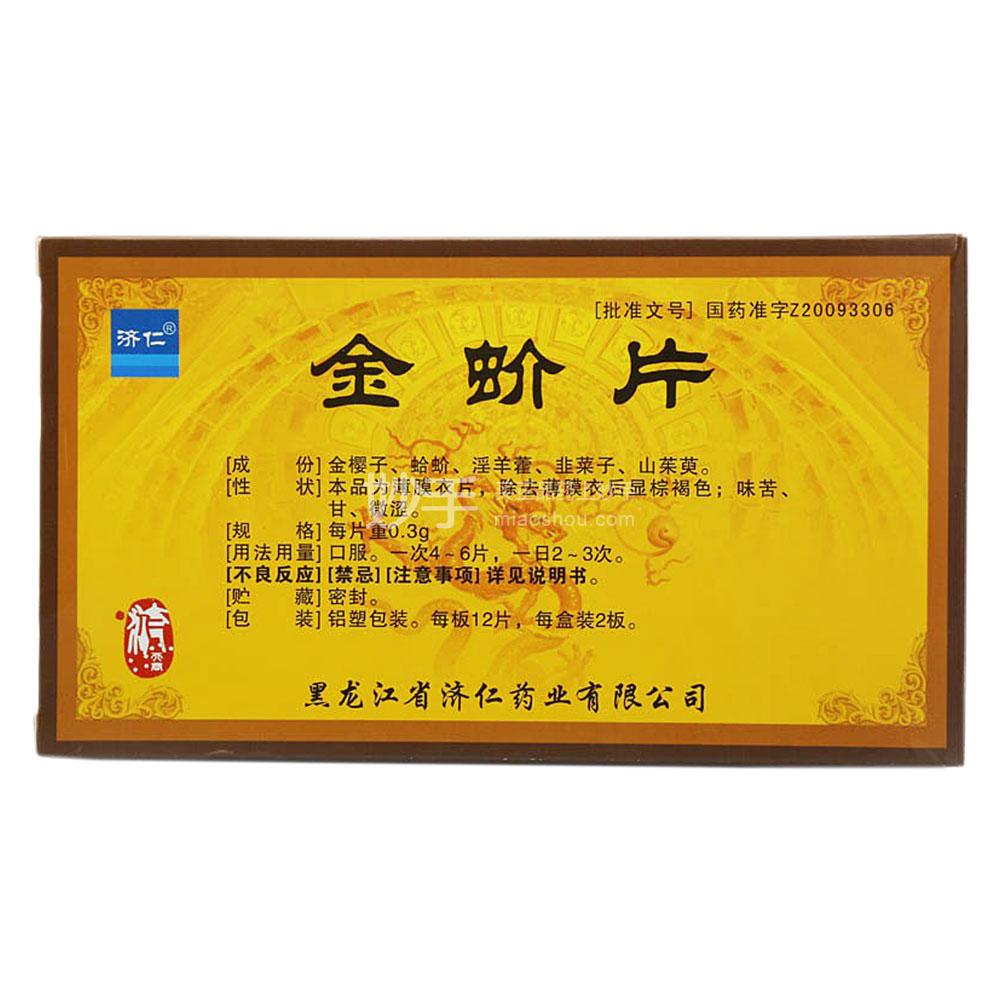 [批准文号] 国药准字Z20093306
济仁®
金蚧片
[成 份] 金樱子、蛤蚧、淫羊藿、韭菜子、山茱萸。
[性 状] 本品为薄膜衣片，除去薄膜衣后显棕褐色；味苦、
甘、微涩。
[规 格] 每片重0.3g
[用法用量] 口服。一次4~6片，一日2~3次。
[不良反应] [禁忌] [注意事项] 详见说明书。
[贮 藏] 密封。
[包 装] 铝塑包装。每板12片，每盒装2板。
黑龙江省济仁药业有限公司
妙手
miaoshou.com